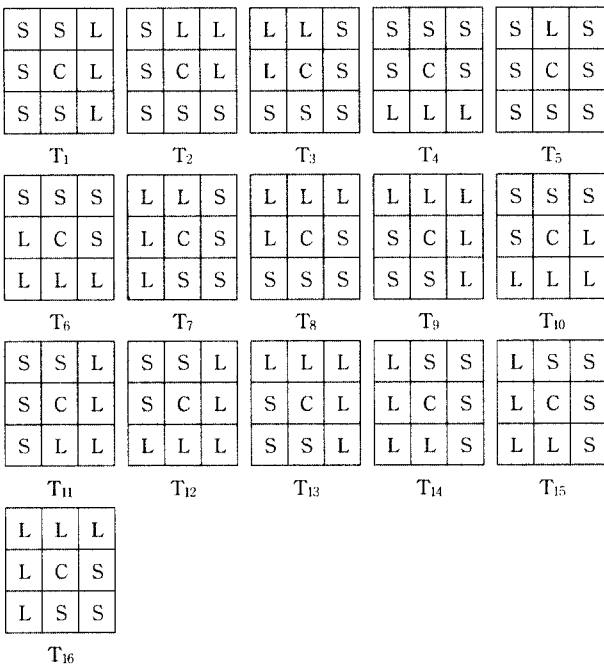 S S L S L L L L S S S S S L S
S C L S C L L C S S C S S C S
S S L S S S S S S L L L S S S
T₁ T₂ T₃ T₄ T₅
S S S L L S L L L L L L S S S
L C S L C S L C S S C L S C L
L L L L S S S S S S S L L L L
T₆ T₇ T₈ T₉ T₁₀
S S L S S L L L L L S S L S S
S C L S C L S C L L C S L C S
S L L L L L S S L L L S L L S
T₁₁ T₁₂ T₁₃ T₁₄ T₁₅
L L L
L C S
L S S
T₁₆